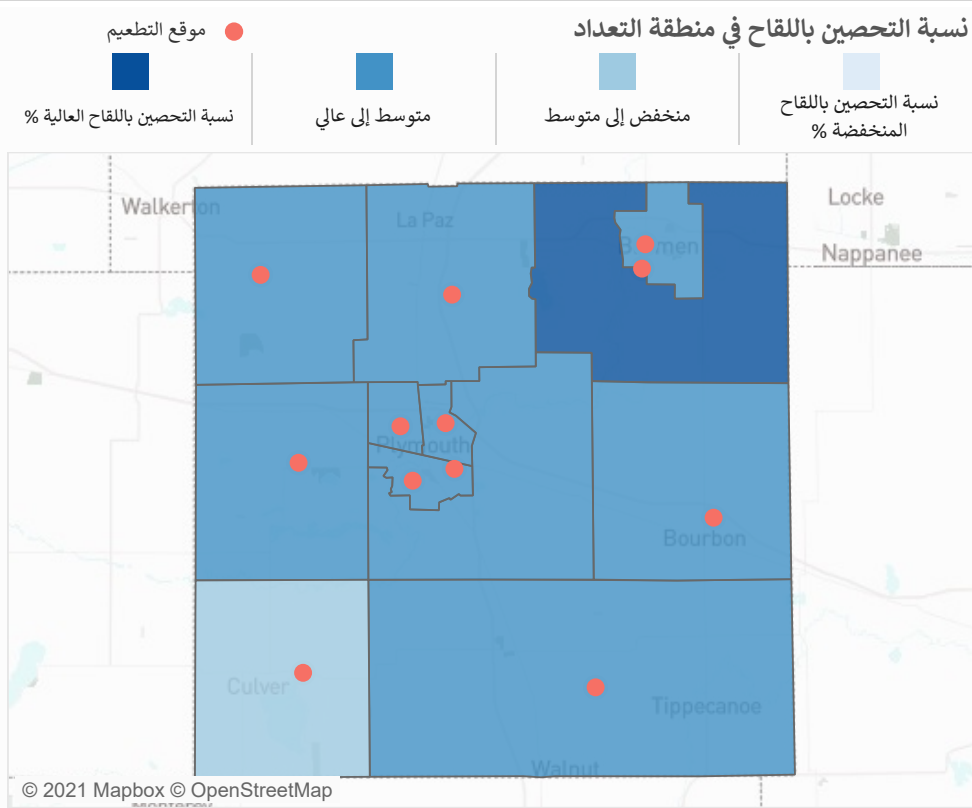 نسبة التحصين باللقاح في منطقة التعداد
موقع التطعيم
نسبة التحصين باللقاح
المنخفضة %
منخفض إلى متوسط
متوسط إلى عالي
نسبة التحصين باللقاح العالية %
Walkerton
La Paz
Locke
Nappanee
Plymouth
Bourbon
Culver
Tippecanoe
Walnut
© 2021 Mapbox © OpenStreetMap